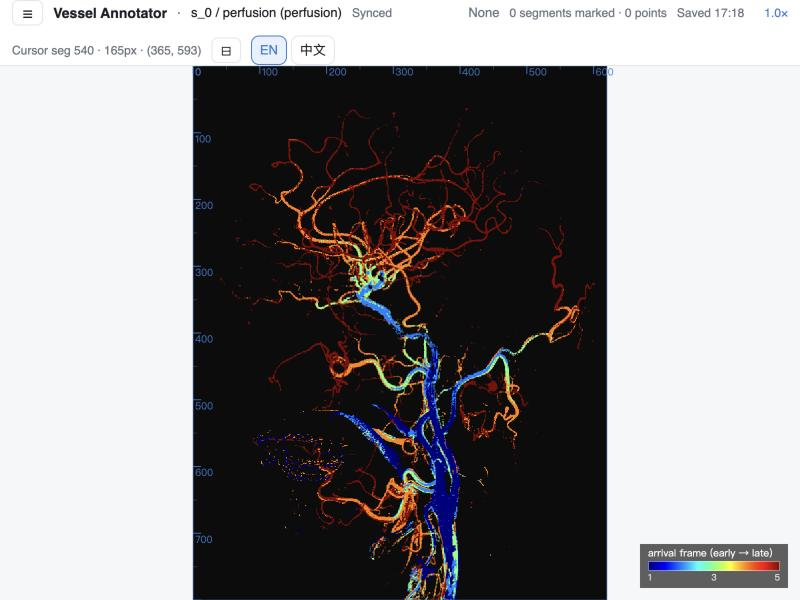 Vessel Annotator · s_0 / perfusion (perfusion) Synced None 0 segments marked · 0 points Saved 17:18 1.0×
Cursor seg 540 · 165px · (365, 593) 日 EN 中文
0 100 200 300 400 500 600
100
200
300
400
500
600
700
arrival frame (early → late)
1 3 5